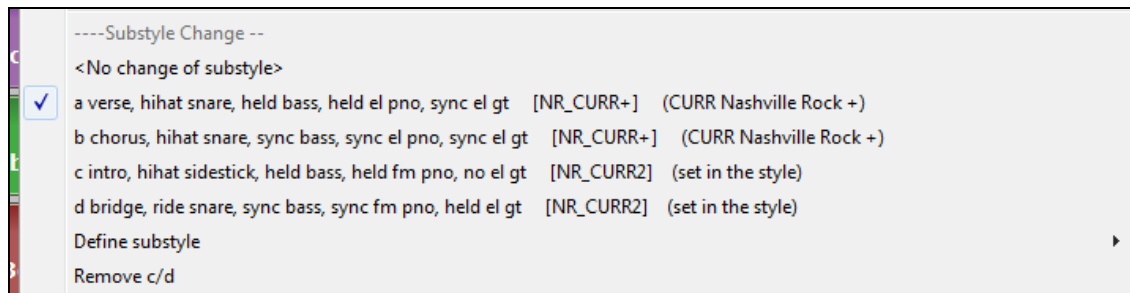 ----Substyle Change --
<No change of substyle>
a verse, hihat snare, held bass, held el pno, sync el gt [NR_CURR+] (CURR Nashville Rock +)
b chorus, hihat snare, sync bass, sync el pno, sync el gt [NR_CURR+] (CURR Nashville Rock +)
c intro, hihat sidestick, held bass, held fm pno, no el gt [NR_CURR2] (set in the style)
d bridge, ride snare, sync bass, sync fm pno, held el gt [NR_CURR2] (set in the style)
Define substyle
Remove c/d